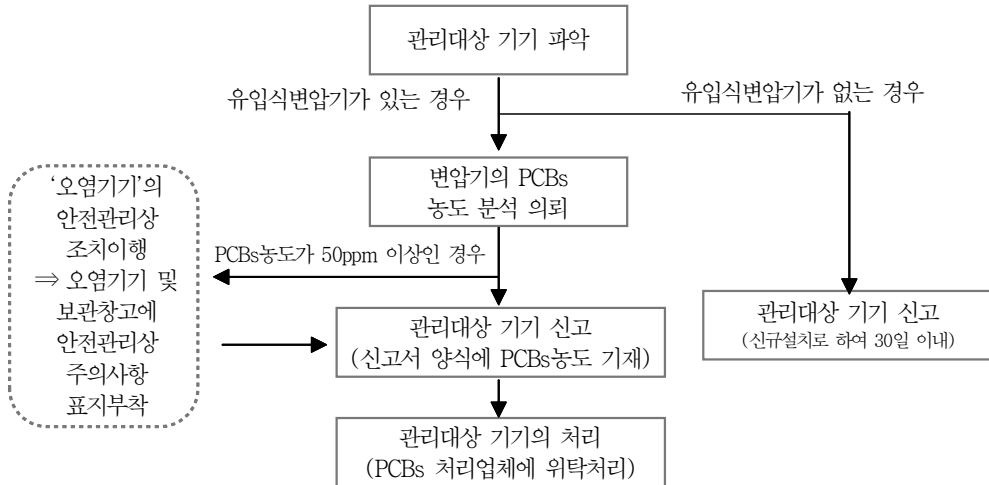 관리대상 기기 파악
유입식변압기가 있는 경우
유입식변압기가 없는 경우
변압기의 PCBs
농도 분석 의뢰
‘오염기기’의
안전관리상
조치이행
⇒ 오염기기 및
보관창고에
안전관리상
주의사항
표지부착
PCBs농도가 50ppm 이상인 경우
관리대상 기기 신고
(신고서 양식에 PCBs농도 기재)
관리대상 기기 신고
(신규설치로 하여 30일 이내)
관리대상 기기의 처리
(PCBs 처리업체에 위탁처리)